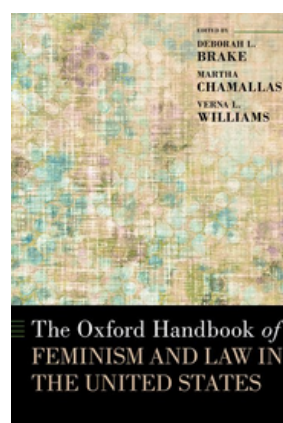 EDITED BY
DEBORAH L.
BRAKE
MARTHA
CHAMALLAS
VERNA L.
WILLIAMS
The Oxford Handbook of
FEMINISM AND LAW IN
THE UNITED STATES